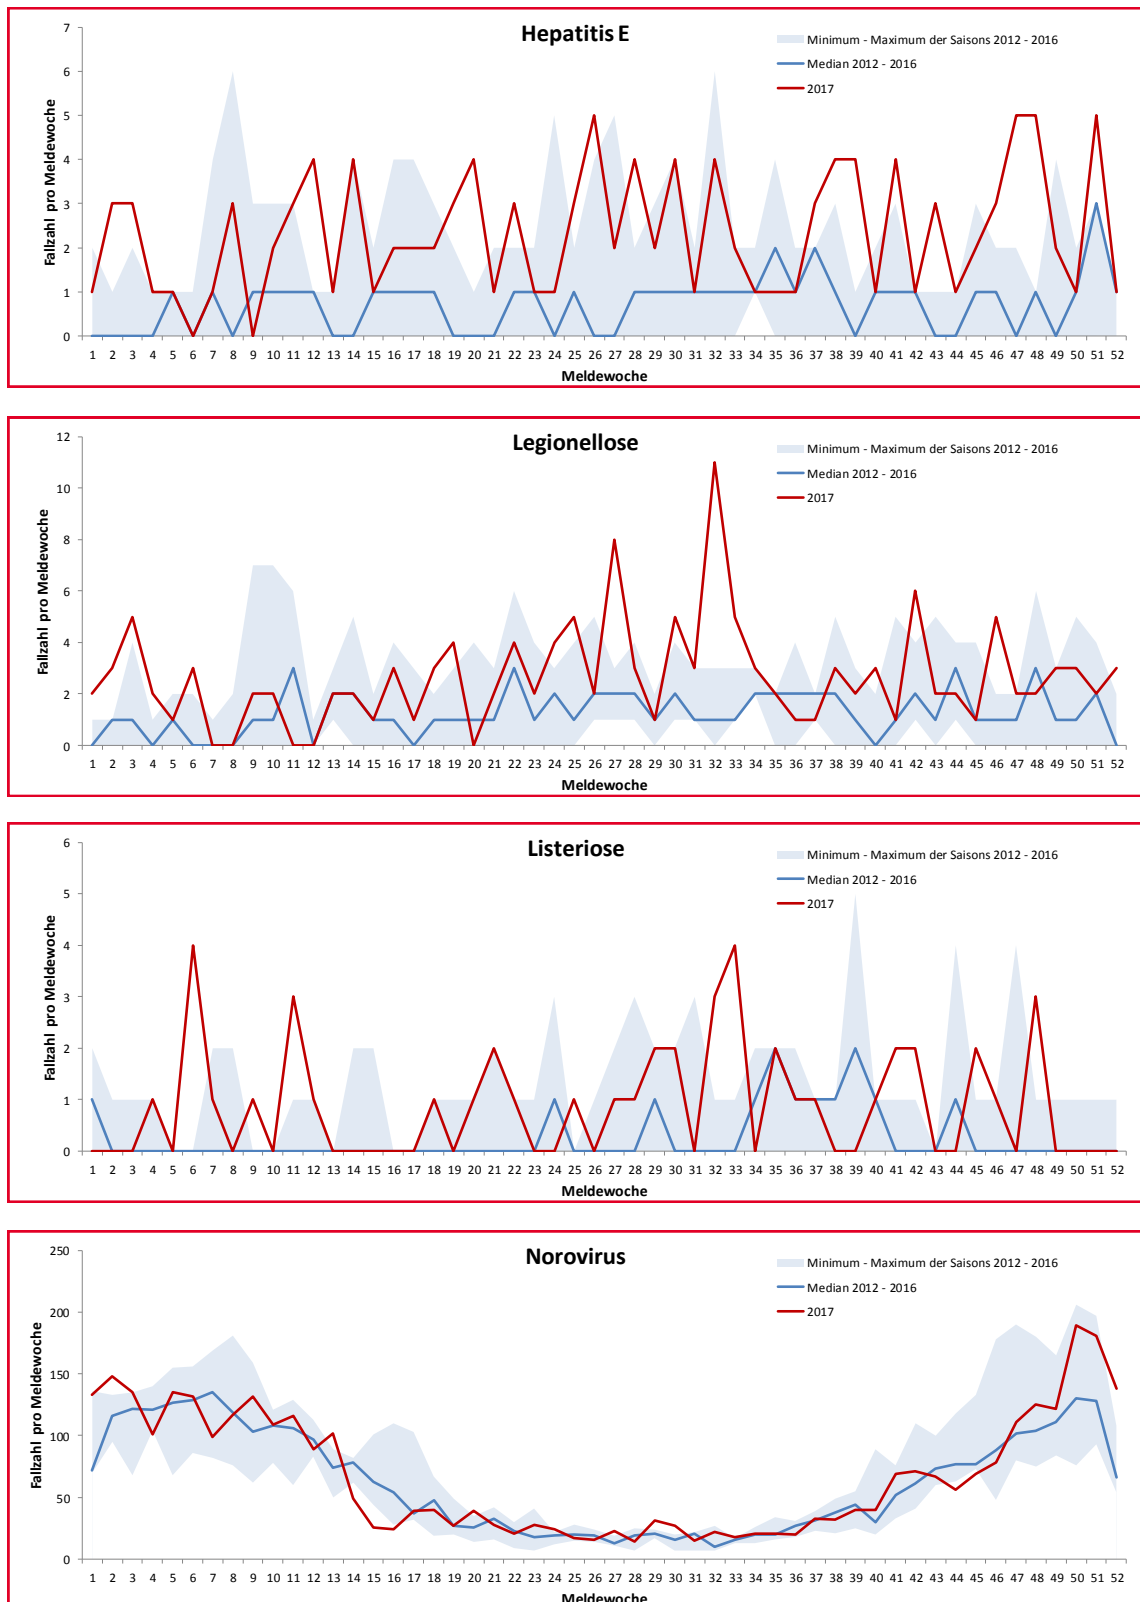 Hepatitis E
Minimum - Maximum der Saisons 2012 - 2016
Median 2012 - 2016
2017
Fallzahl pro Meldewoche
7
6
5
4
3
2
1
0
1 2 3 4 5 6 7 8 9 10 11 12 13 14 15 16 17 18 19 20 21 22 23 24 25 26 27 28 29 30 31 32 33 34 35 36 37 38 39 40 41 42 43 44 45 46 47 48 49 50 51 52
Meldewoche
Legionellose
Minimum - Maximum der Saisons 2012 - 2016
Median 2012 - 2016
2017
Fallzahl pro Meldewoche
12
10
8
6
4
2
0
1 2 3 4 5 6 7 8 9 10 11 12 13 14 15 16 17 18 19 20 21 22 23 24 25 26 27 28 29 30 31 32 33 34 35 36 37 38 39 40 41 42 43 44 45 46 47 48 49 50 51 52
Meldewoche
Listeriose
Minimum - Maximum der Saisons 2012 - 2016
Median 2012 - 2016
2017
Fallzahl pro Meldewoche
6
5
4
3
2
1
0
1 2 3 4 5 6 7 8 9 10 11 12 13 14 15 16 17 18 19 20 21 22 23 24 25 26 27 28 29 30 31 32 33 34 35 36 37 38 39 40 41 42 43 44 45 46 47 48 49 50 51 52
Meldewoche
Norovirus
Minimum - Maximum der Saisons 2012 - 2016
Median 2012 - 2016
2017
Fallzahl pro Meldewoche
250
200
150
100
50
0
1 2 3 4 5 6 7 8 9 10 11 12 13 14 15 16 17 18 19 20 21 22 23 24 25 26 27 28 29 30 31 32 33 34 35 36 37 38 39 40 41 42 43 44 45 46 47 48 49 50 51 52
Meldewoche